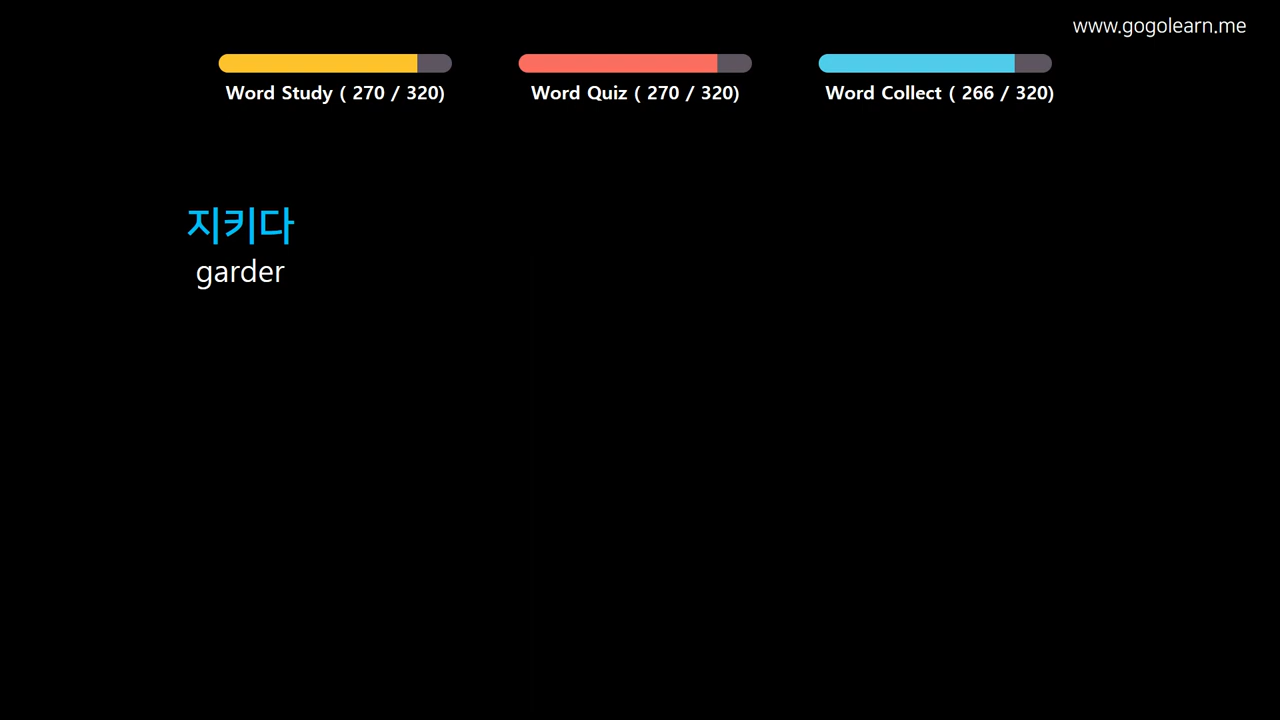 www.gogolearn.me
Word Study ( 270 / 320)
Word Quiz ( 270 / 320)
Word Collect ( 266 / 320)
지키다
garder